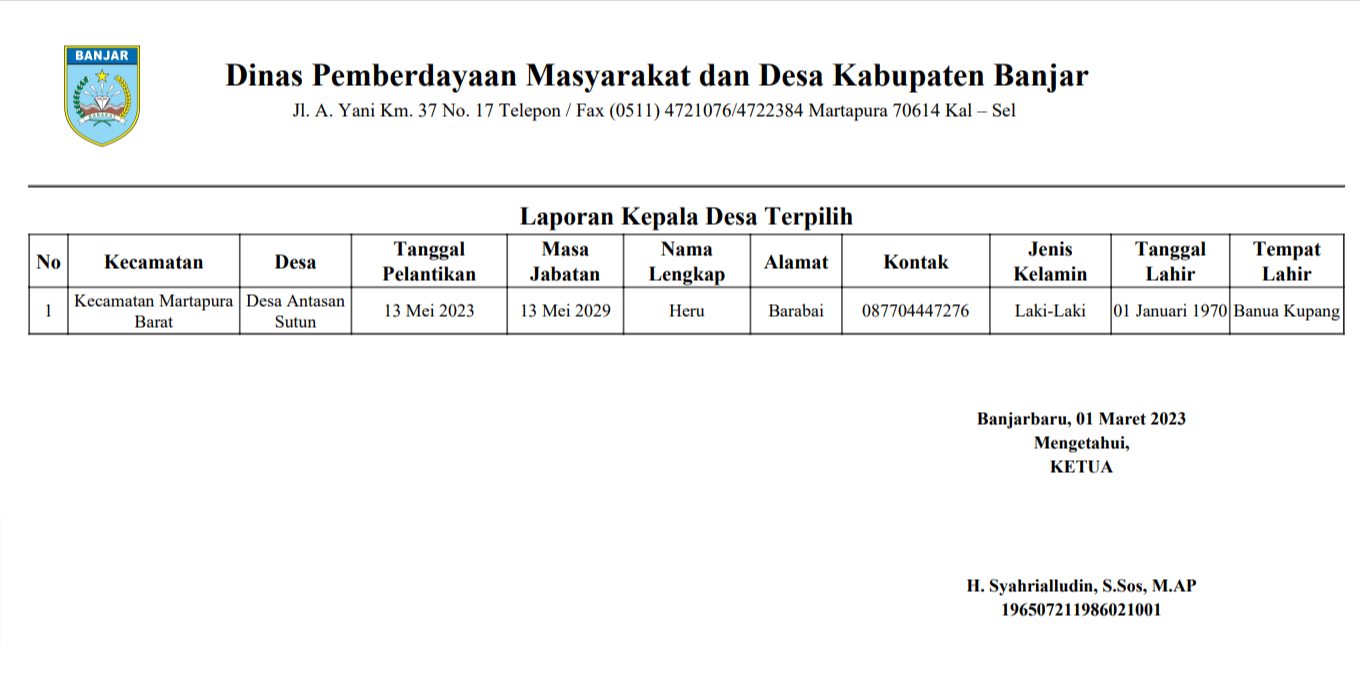 BANJAR
Dinas Pemberdayaan Masyarakat dan Desa Kabupaten Banjar
Jl. A. Yani Km. 37 No. 17 Telepon / Fax (0511) 4721076/4722384 Martapura 70614 Kal – Sel
Laporan Kepala Desa Terpilih
No Kecamatan Desa Tanggal Pelantikan Masa Jabatan Nama Lengkap Alamat Kontak Jenis Kelamin Tanggal Lahir Tempat Lahir
1 Kecamatan Martapura Barat Desa Antasan Sutun 13 Mei 2023 13 Mei 2029 Heru Barabai 087704447276 Laki-Laki 01 Januari 1970 Banua Kupang
Banjarbaru, 01 Maret 2023
Mengetahui,
KETUA
H. Syahrialludin, S.Sos, M.AP
196507211986021001